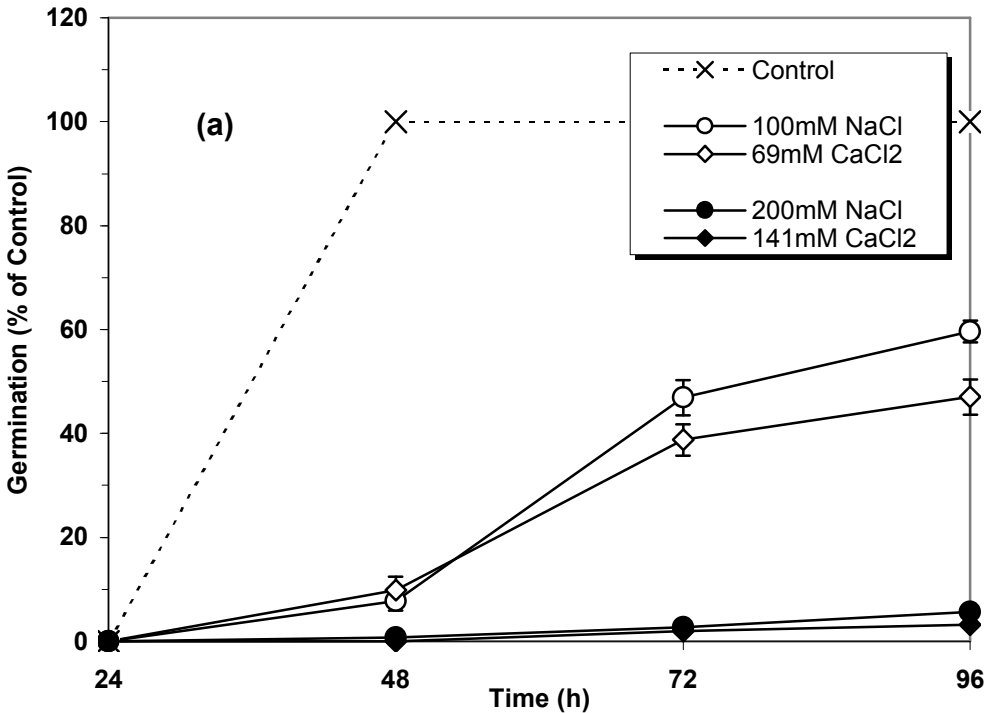 120
100
80
60
40
20
0
Germination (% of Control)
(a)
Control
100mM NaCl
69mM CaCl2
200mM NaCl
141mM CaCl2
24 48 72 96
Time (h)